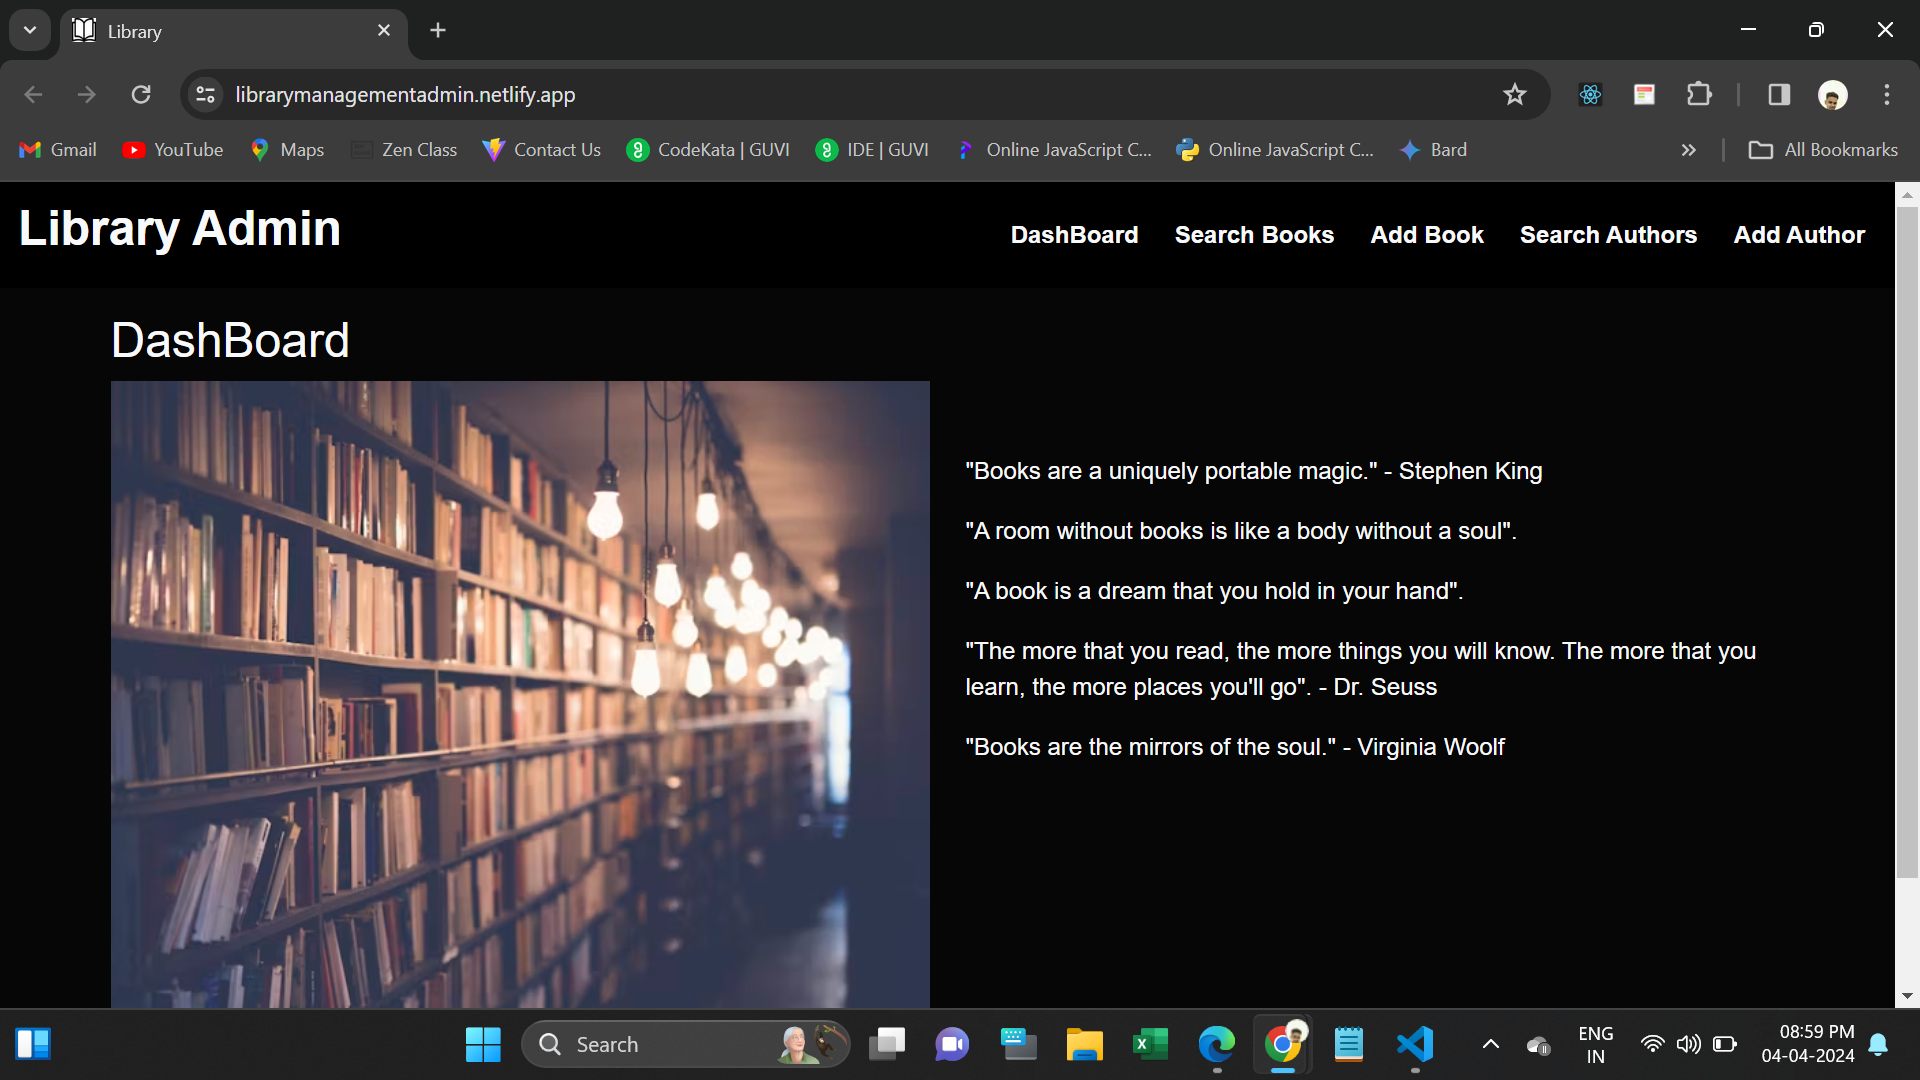 Library
librarymanagementadmin.netlify.app
Gmail YouTube Maps Zen Class Contact Us CodeKata | GUVI IDE | GUVI Online JavaScript C... Online JavaScript C... Bard » All Bookmarks
Library Admin DashBoard Search Books Add Book Search Authors Add Author
DashBoard
"Books are a uniquely portable magic." - Stephen King
"A room without books is like a body without a soul".
"A book is a dream that you hold in your hand".
"The more that you read, the more things you will know. The more that you
learn, the more places you'll go". - Dr. Seuss
"Books are the mirrors of the soul." - Virginia Woolf
Search
ENG
IN
08:59 PM
04-04-2024